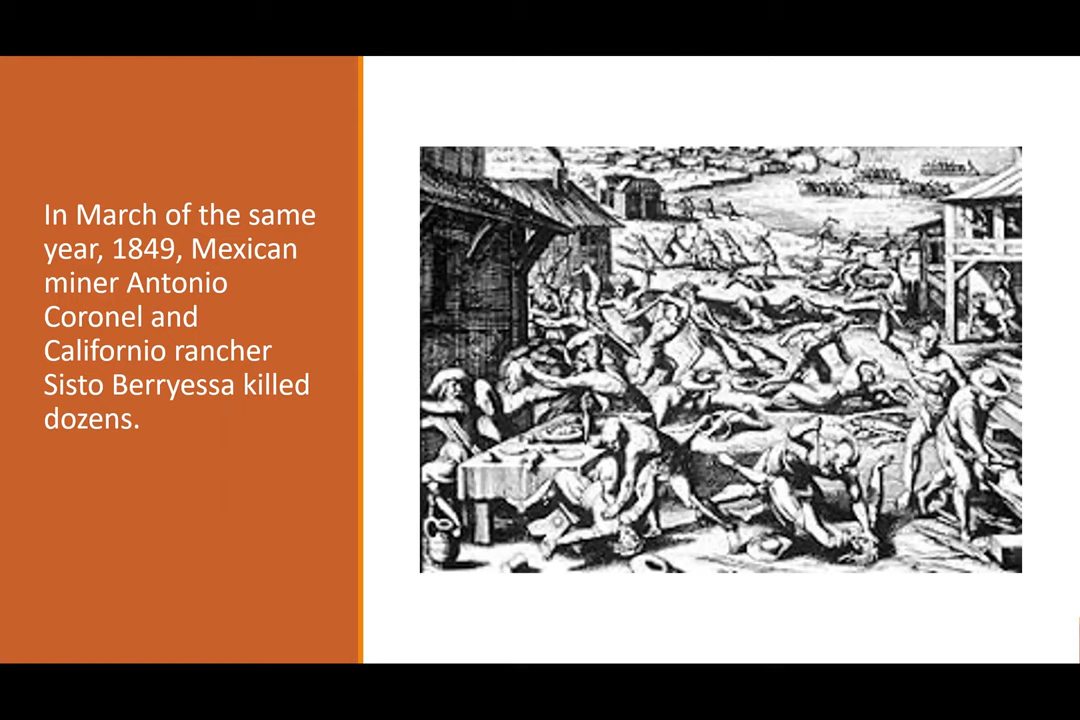 In March of the same
year, 1849, Mexican
miner Antonio
Coronel and
Californio rancher
Sisto Berryessa killed
dozens.